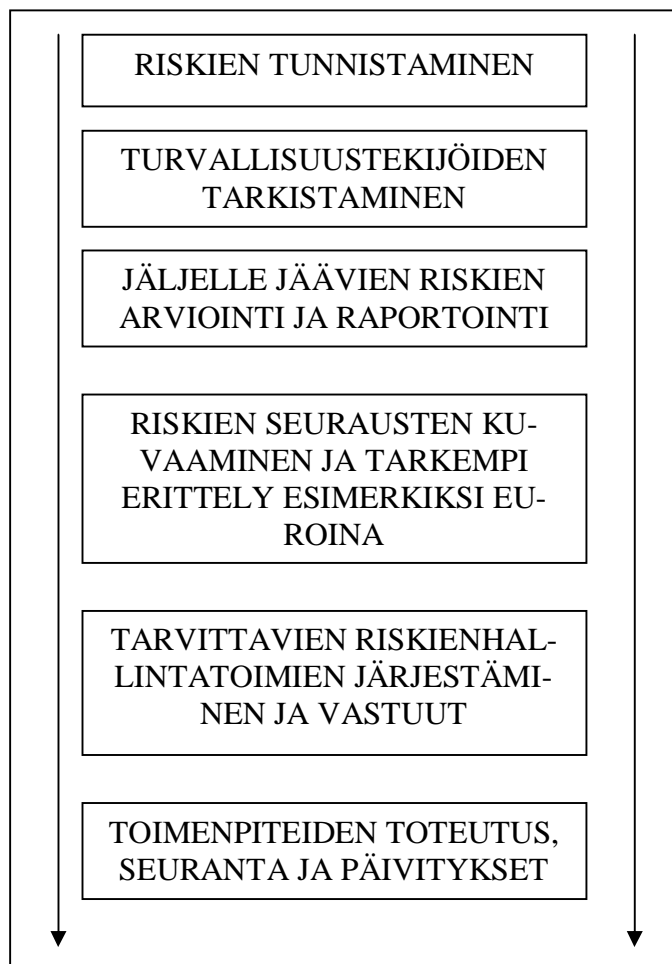 RISKIEN TUNNISTAMINEN
TURVALLISUUSTEKIJÖIDEN
TARKISTAMINEN
JÄLJELLE JÄÄVIEN RISKIEN
ARVIOINTI JA RAPORTOINTI
RISKIEN SEURAUSTEN KU-
VAAMINEN JA TARKEMPI
ERITTELY ESIMERKIKSI EU-
ROINA
TARVITTAVIEN RISKIENHAL-
LINTATOIMIEN JÄRJESTÄMI-
NEN JA VASTUUT
TOIMENPITEIDEN TOTEUTUS,
SEURANTA JA PÄIVITYKSET